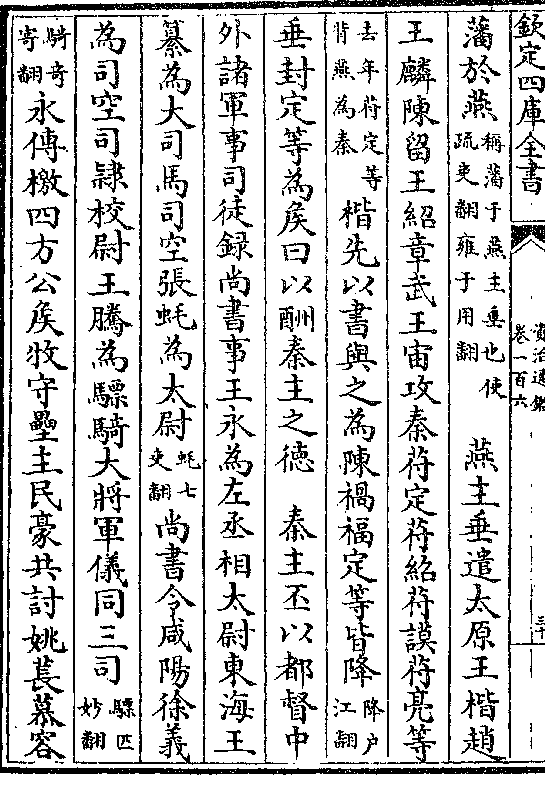 欽定四庫全書
資治通鑑
卷一百六
三十
藩於燕稱藩于燕主垂也使疏吏翻雍于用翻 燕主垂遣太原王楷趙
王麟陳留王紹章武王宙攻秦苻定苻紹苻謨苻亮等
去年苻定等背燕為秦楷先以書與之為陳禍福定等皆降降户江翻
垂封定等為矦曰以酬秦主之德 秦主丕以都督中
外諸軍事司徒録尚書事王永為左丞相太尉東海王
纂為大司馬司空張蚝為太尉蚝七吏翻尚書令咸陽徐義
為司空司隸校尉王騰為驃騎大將軍儀同三司驃匹妙翻
騎奇寄翻永傳檄四方公矦牧守壘主民豪共討姚萇慕容